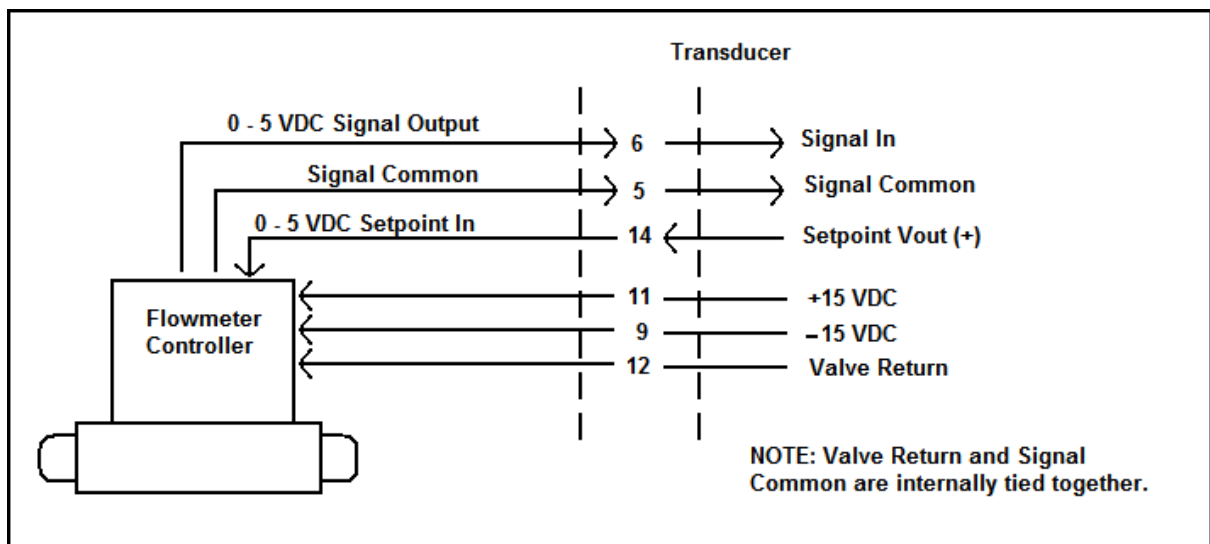 Transducer
0 - 5 VDC Signal Output
6
Signal In
Signal Common
5
Signal Common
0 - 5 VDC Setpoint In
14
Setpoint Vout (+)
11
+15 VDC
Flowmeter
Controller
9
–15 VDC
12
Valve Return
NOTE: Valve Return and Signal
Common are internally tied together.